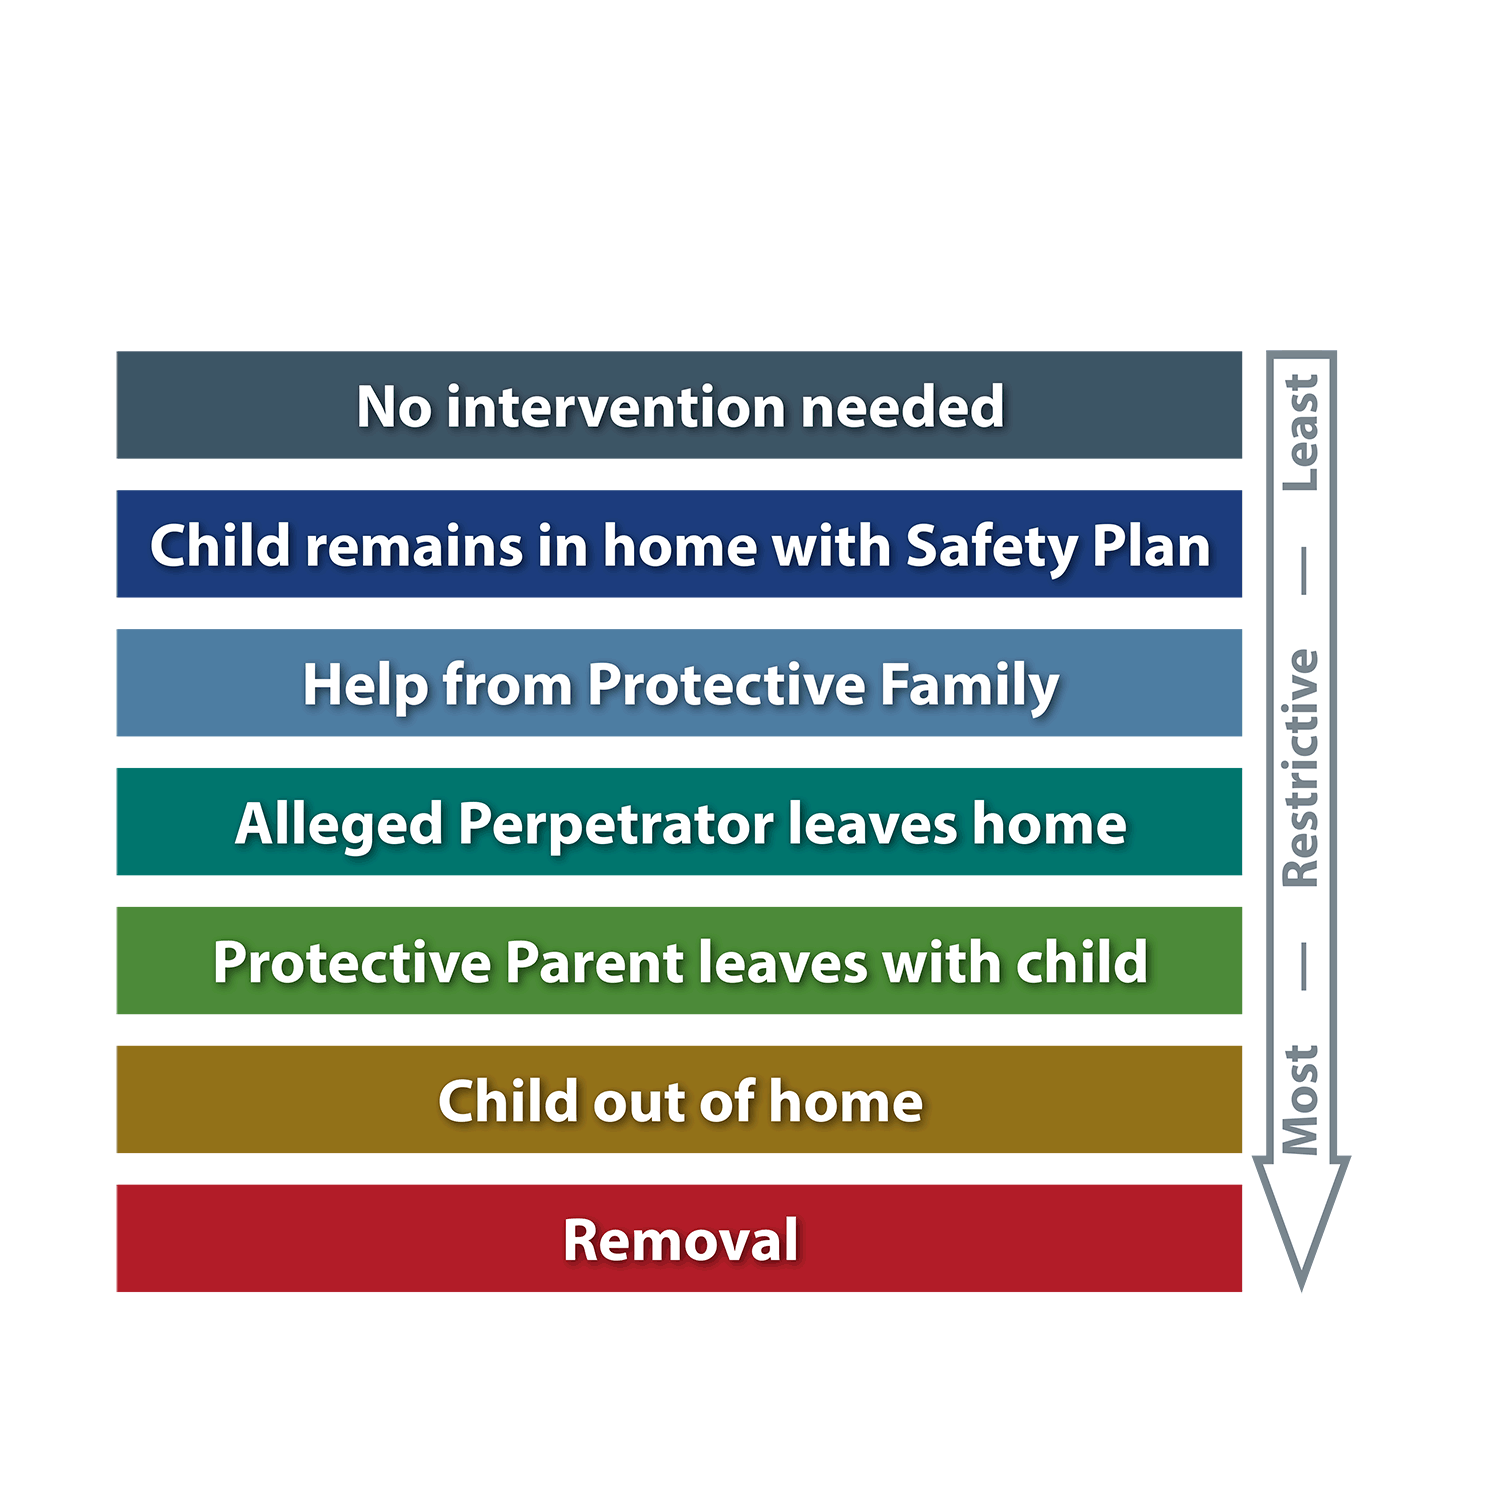 No intervention needed
Child remains in home with Safety Plan
Help from Protective Family
Alleged Perpetrator leaves home
Protective Parent leaves with child
Child out of home
Removal
Most — Restrictive — Least